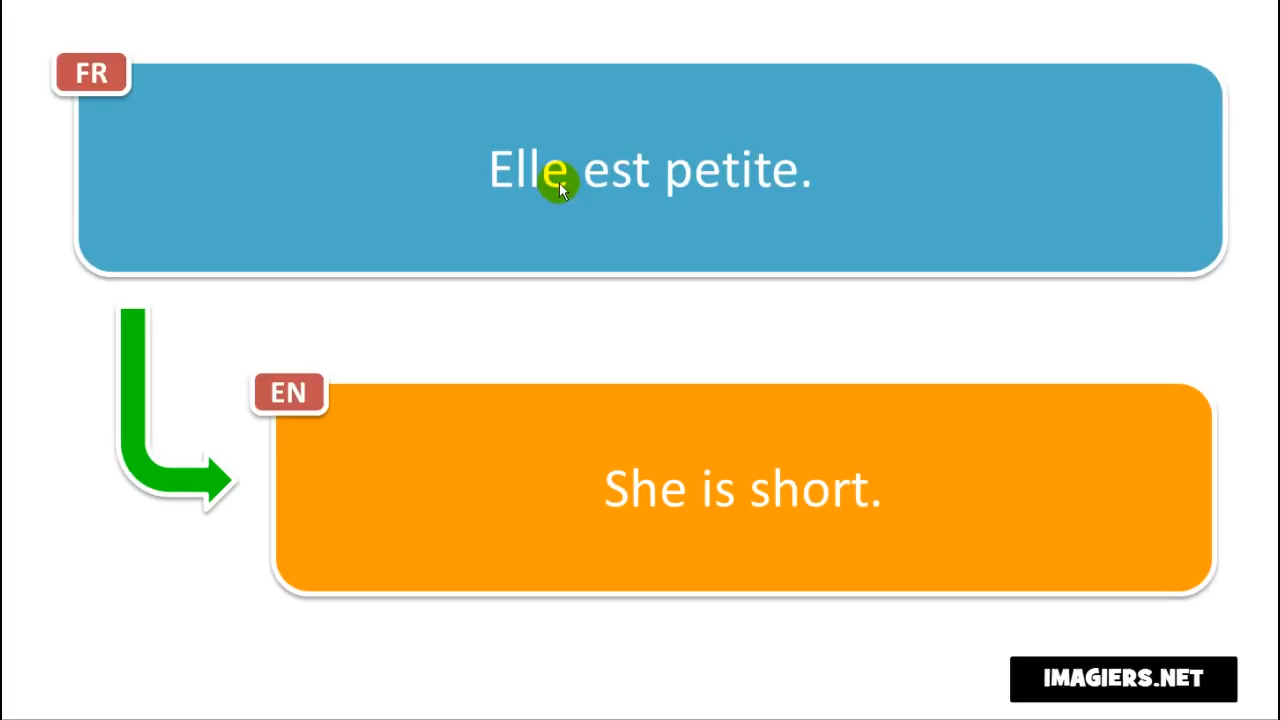 FR
Elle est petite.
EN
She is short.
IMAGIERS.NET